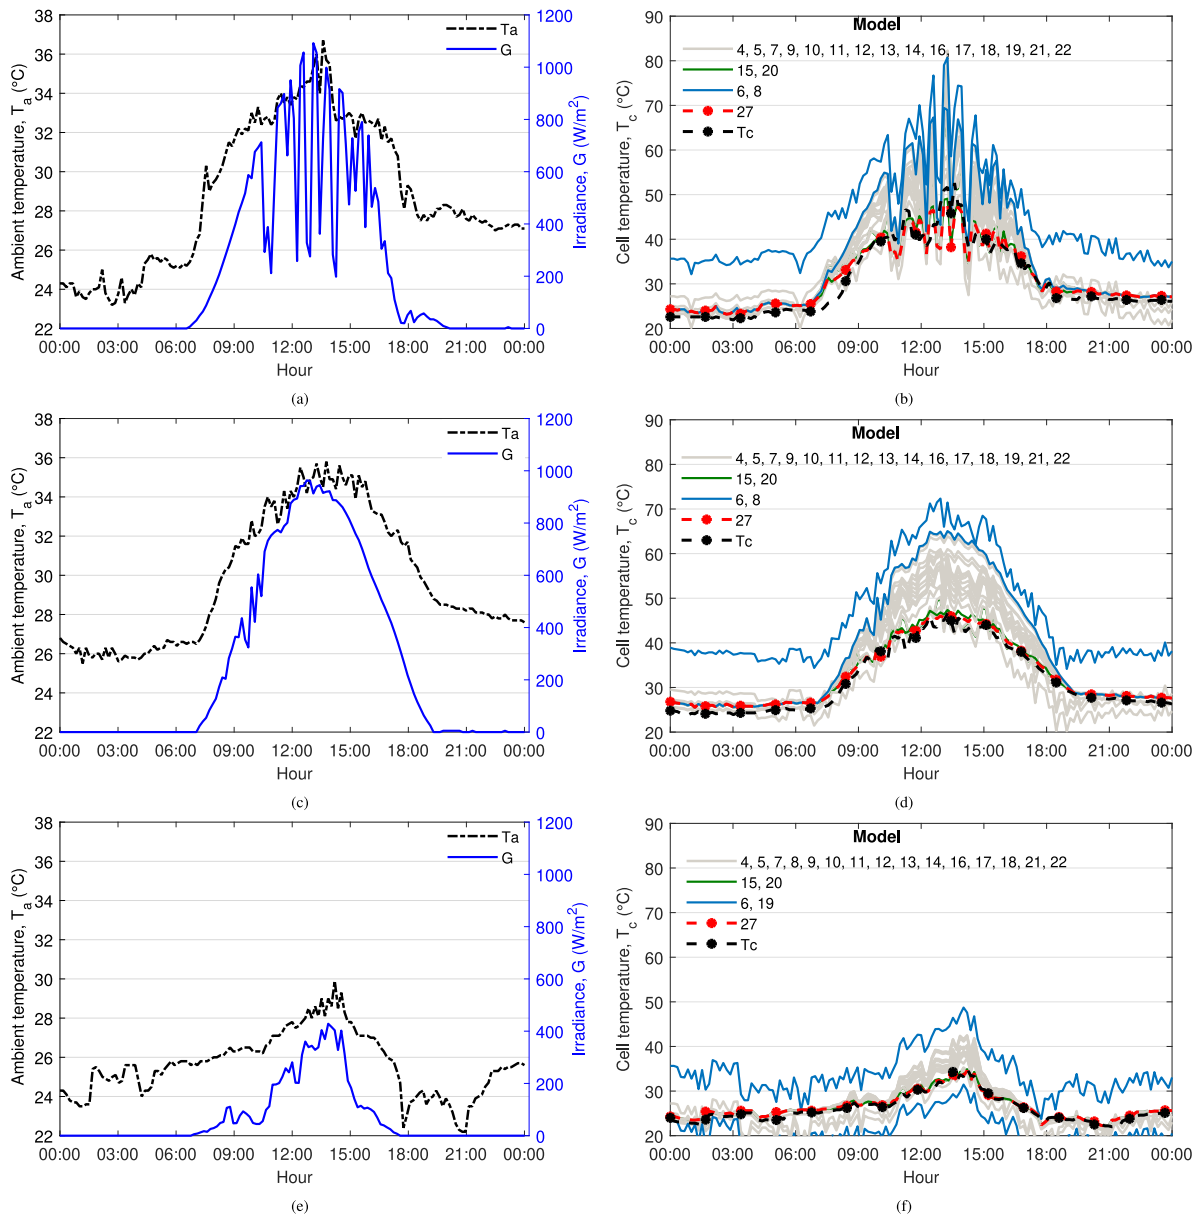 38
36
34
32
30
28
26
24
22
Ambient temperature, T_a (°C)
1200
1000
800
600
400
200
0
Irradiance, G (W/m²)
Ta
G
00:00 03:00 06:00 09:00 12:00 15:00 18:00 21:00 00:00
Hour
(a)
90
80
70
60
50
40
30
20
Cell temperature, T_c (°C)
Model
4, 5, 7, 9, 10, 11, 12, 13, 14, 16, 17, 18, 19, 21, 22
15, 20
6, 8
27
Tc
00:00 03:00 06:00 09:00 12:00 15:00 18:00 21:00 00:00
Hour
(b)
38
36
34
32
30
28
26
24
22
Ambient temperature, T_a (°C)
1200
1000
800
600
400
200
0
Irradiance, G (W/m²)
Ta
G
00:00 03:00 06:00 09:00 12:00 15:00 18:00 21:00 00:00
Hour
(c)
90
80
70
60
50
40
30
20
Cell temperature, T_c (°C)
Model
4, 5, 7, 9, 10, 11, 12, 13, 14, 16, 17, 18, 19, 21, 22
15, 20
6, 8
27
Tc
00:00 03:00 06:00 09:00 12:00 15:00 18:00 21:00 00:00
Hour
(d)
38
36
34
32
30
28
26
24
22
Ambient temperature, T_a (°C)
1200
1000
800
600
400
200
0
Irradiance, G (W/m²)
Ta
G
00:00 03:00 06:00 09:00 12:00 15:00 18:00 21:00 00:00
Hour
(e)
90
80
70
60
50
40
30
20
Cell temperature, T_c (°C)
Model
4, 5, 7, 8, 9, 10, 11, 12, 13, 14, 16, 17, 18, 21, 22
15, 20
6, 19
27
Tc
00:00 03:00 06:00 09:00 12:00 15:00 18:00 21:00 00:00
Hour
(f)